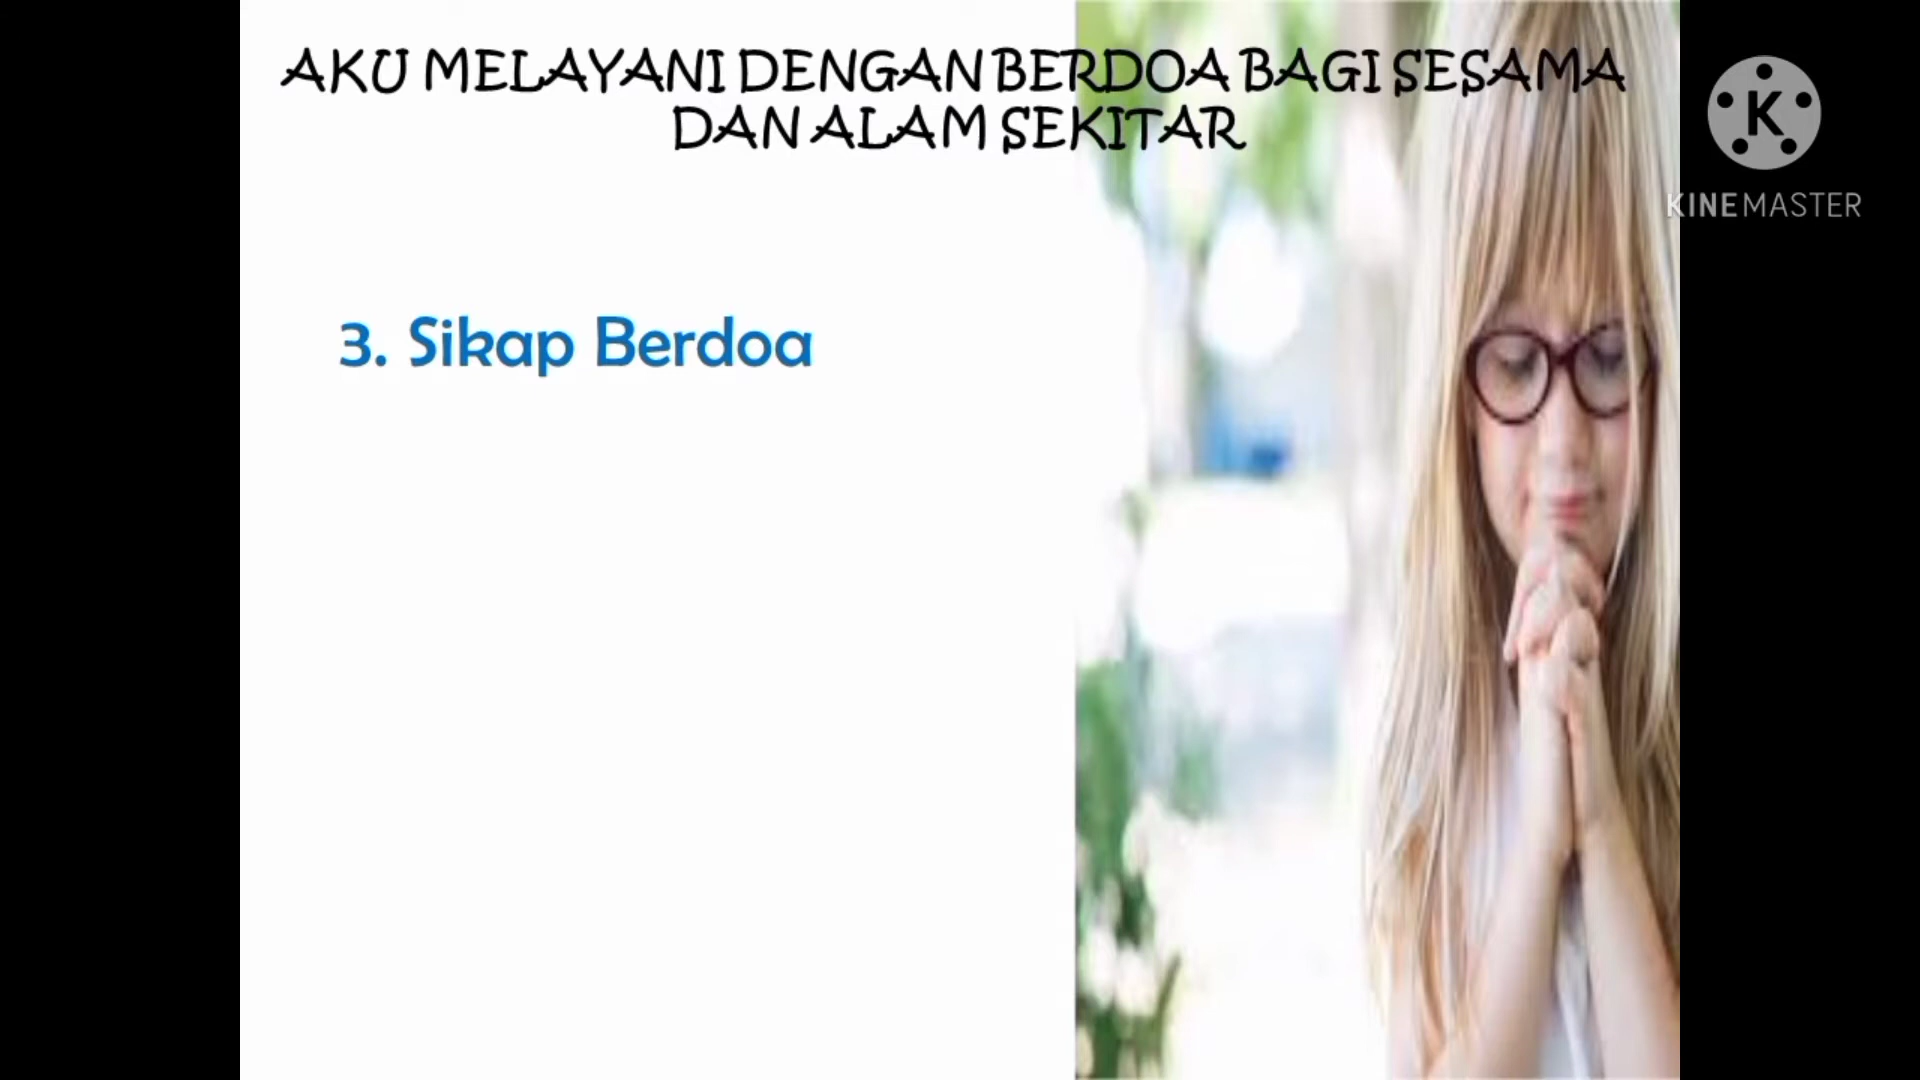 AKU MELAYANI DENGAN BERDOA BAGI SESAMA
DAN ALAM SEKITAR
K
KINEMASTER
3. Sikap Berdoa